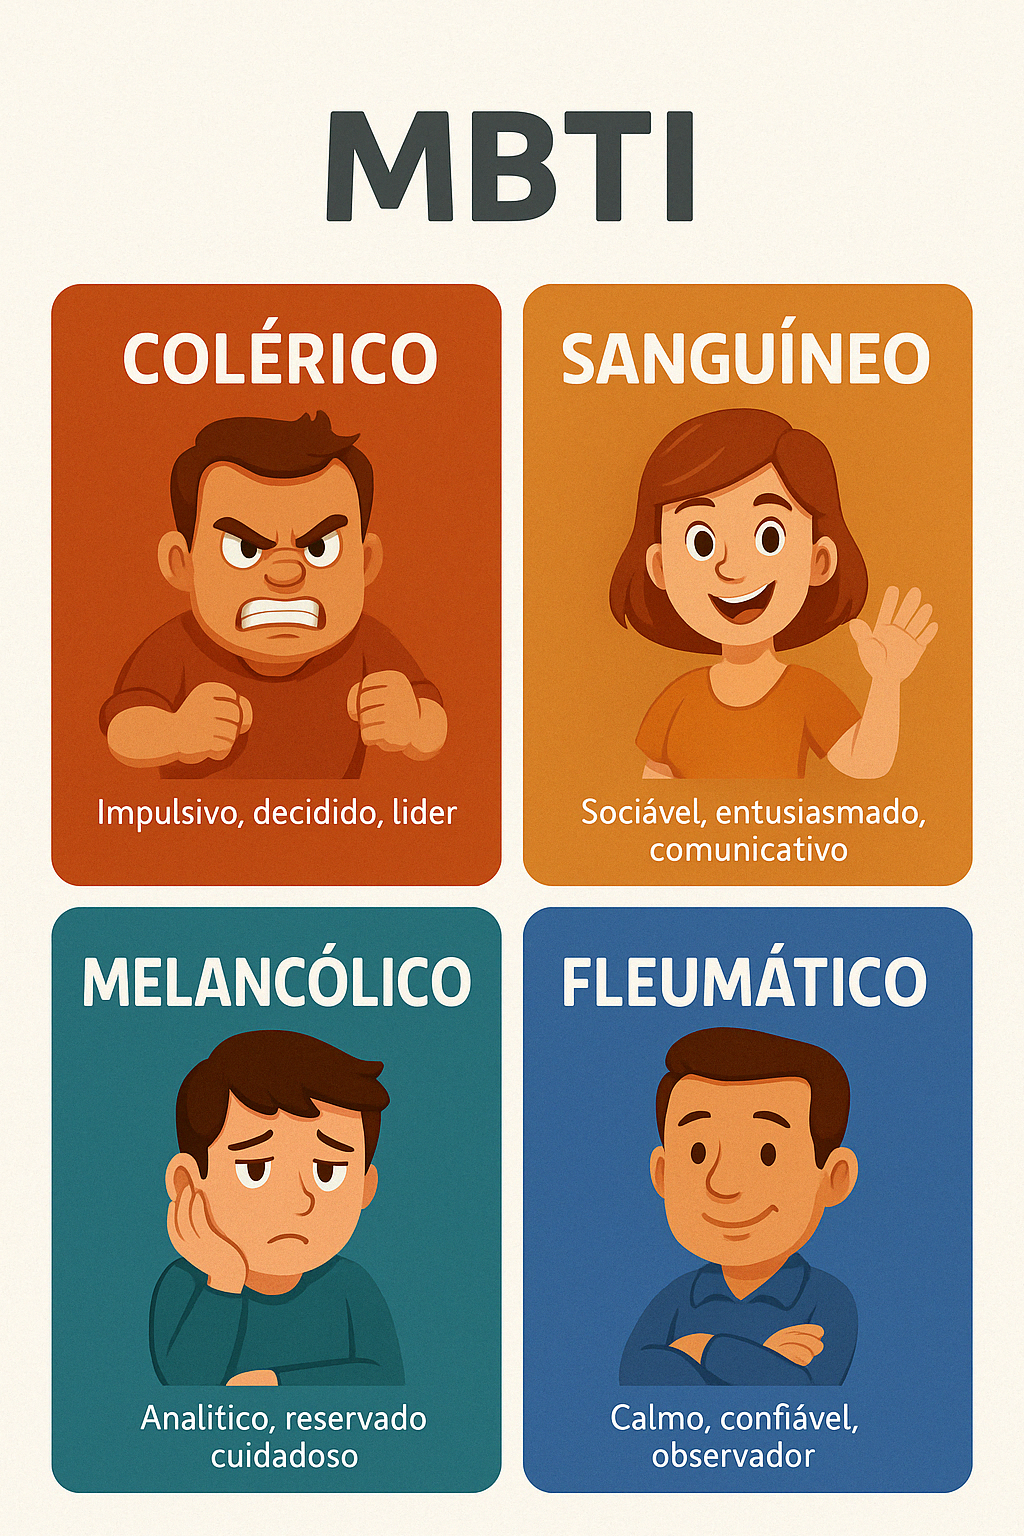 MBTI
COLÉRICO
Impulsivo, decidido, lider
SANGUÍNEO
Sociável, entusiasmado,
comunicativo
MELANCÓLICO
Analitico, reservado
cuidadoso
FLEUMÁTICO
Calmo, confiável,
observador